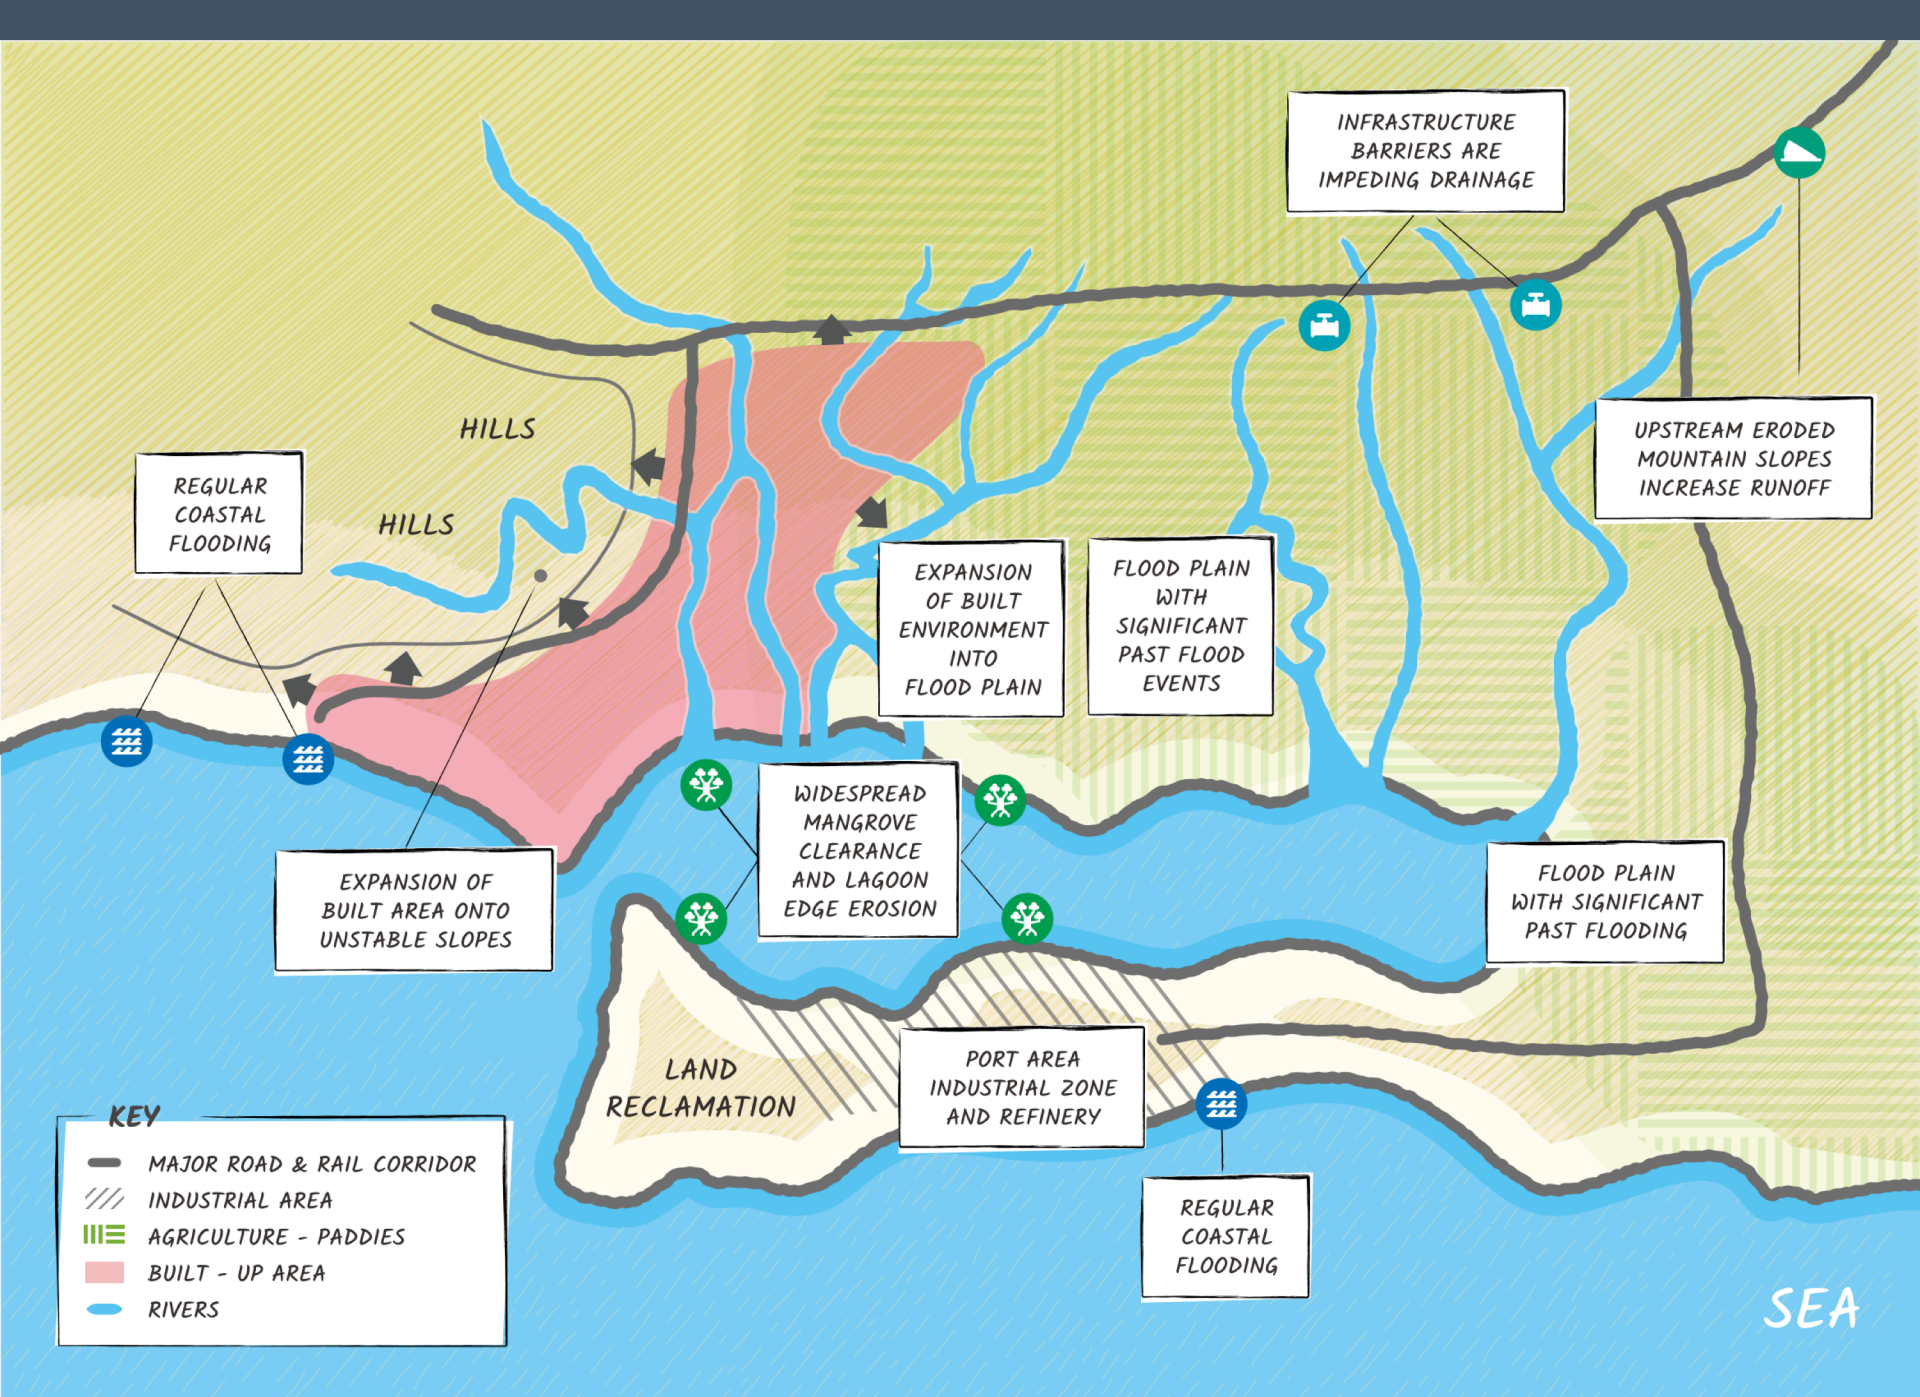 INFRASTRUCTURE
BARRIERS ARE
IMPEDING DRAINAGE
UPSTREAM ERODED
MOUNTAIN SLOPES
INCREASE RUNOFF
HILLS
HILLS
REGULAR
COASTAL
FLOODING
EXPANSION
OF BUILT
ENVIRONMENT
INTO
FLOOD PLAIN
FLOOD PLAIN
WITH
SIGNIFICANT
PAST FLOOD
EVENTS
WIDESPREAD
MANGROVE
CLEARANCE
AND LAGOON
EDGE EROSION
EXPANSION OF
BUILT AREA ONTO
UNSTABLE SLOPES
FLOOD PLAIN
WITH SIGNIFICANT
PAST FLOODING
LAND
RECLAMATION
PORT AREA
INDUSTRIAL ZONE
AND REFINERY
REGULAR
COASTAL
FLOODING
KEY
MAJOR ROAD & RAIL CORRIDOR
INDUSTRIAL AREA
AGRICULTURE - PADDIES
BUILT - UP AREA
RIVERS
SEA